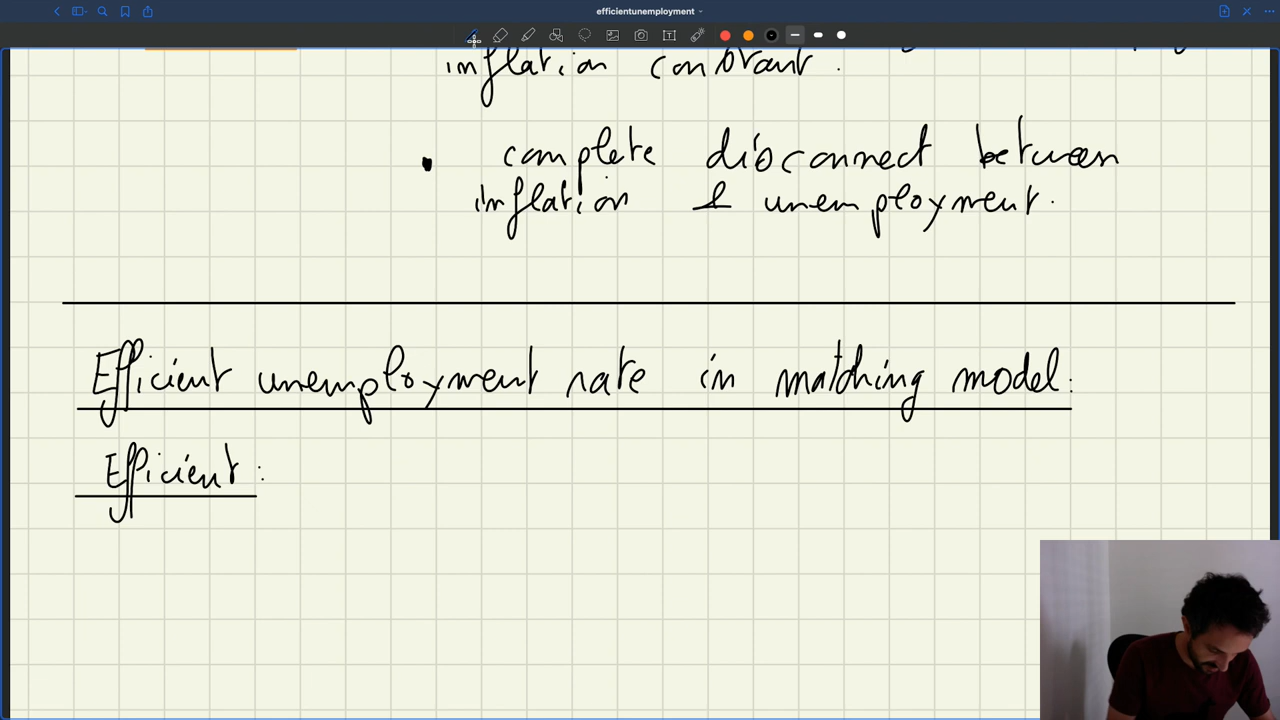 efficientunemployment
inflation constant.
• complete disconnect between
inflation & unemployment.
Efficient unemployment rate in matching model:
Efficient: